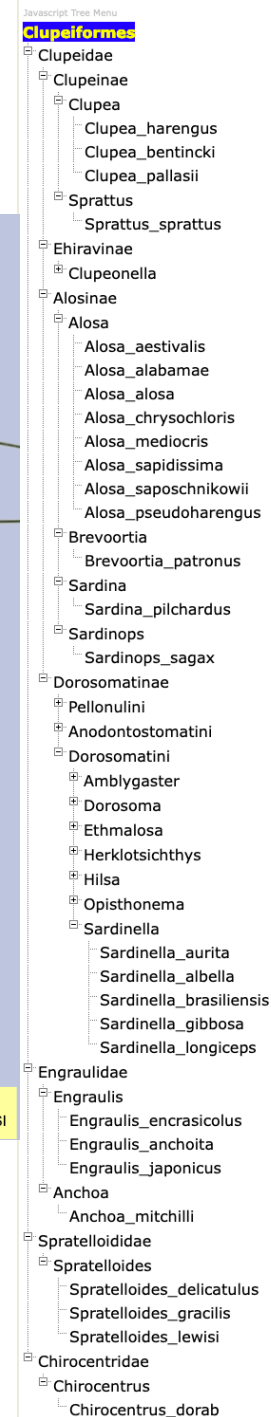 Javascript Tree Menu
Clupeiformes
Clupeidae
Clupeinae
Clupea
Clupea_harengus
Clupea_bentincki
Clupea_pallasii
Sprattus
Sprattus_sprattus
Ehiravinae
Clupeonella
Alosinae
Alosa
Alosa_aestivalis
Alosa_alabamae
Alosa_alosa
Alosa_chrysochloris
Alosa_mediocris
Alosa_sapidissima
Alosa_saposchnikowii
Alosa_pseudoharengus
Brevoortia
Brevoortia_patronus
Sardina
Sardina_pilchardus
Sardinops
Sardinops_sagax
Dorosomatinae
Pellonulini
Anodontostomatini
Dorosomatini
Amblygaster
Dorosoma
Ethmalosa
Herklotsichthys
Hilsa
Opisthonema
Sardinella
Sardinella_aurita
Sardinella_albella
Sardinella_brasiliensis
Sardinella_gibbosa
Sardinella_longiceps
Engraulidae
Engraulis
Engraulis_encrasicolus
Engraulis_anchoita
Engraulis_japonicus
Anchoa
Anchoa_mitchilli
Spratelloididae
Spratelloides
Spratelloides_delicatulus
Spratelloides_gracilis
Spratelloides_lewisi
Chirocentridae
Chirocentrus
Chirocentrus_dorab